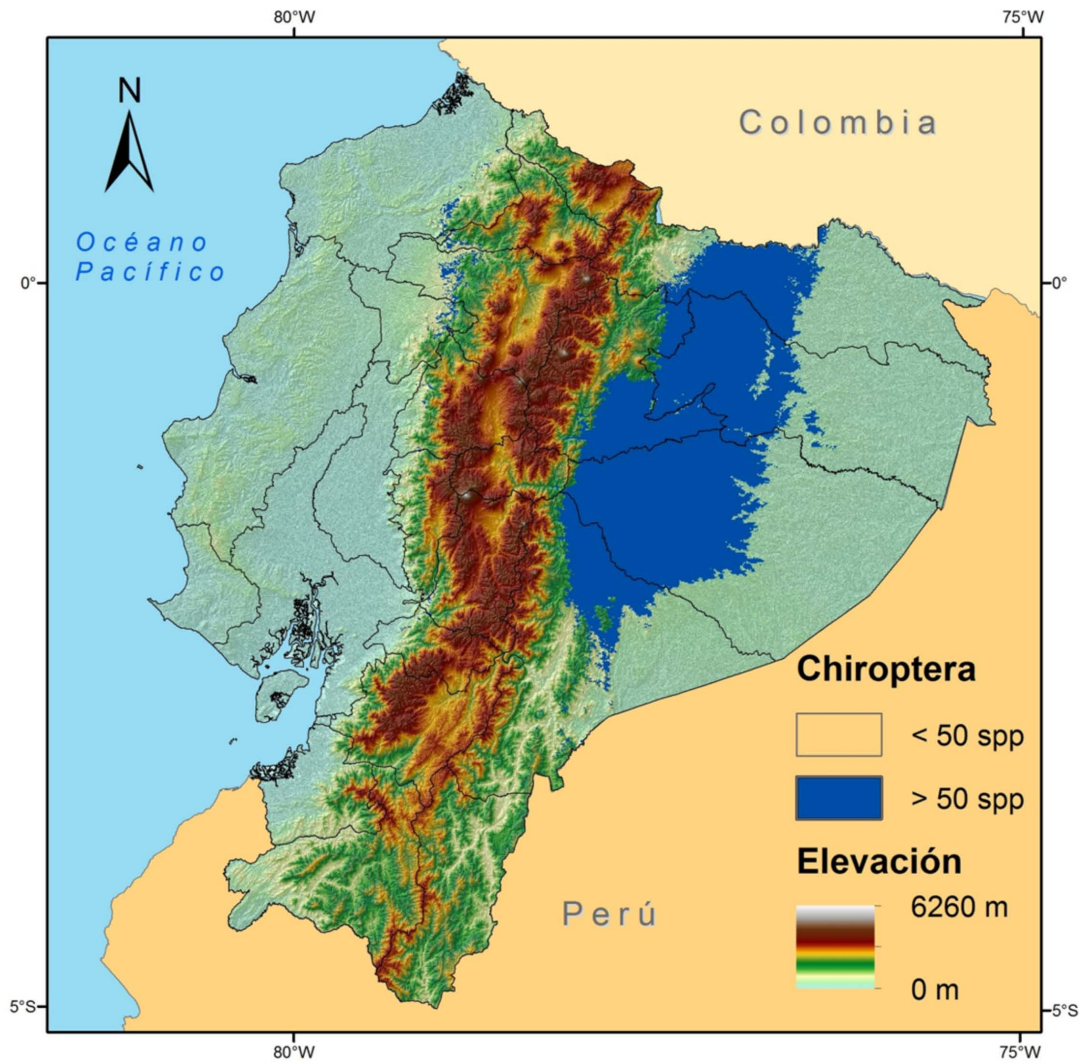 80°W
75°W
N
Colombia
Océano
Pacífico
0°
0°
Chiroptera
< 50 spp
> 50 spp
Elevación
6260 m
0 m
Perú
5°S
5°S
80°W
75°W